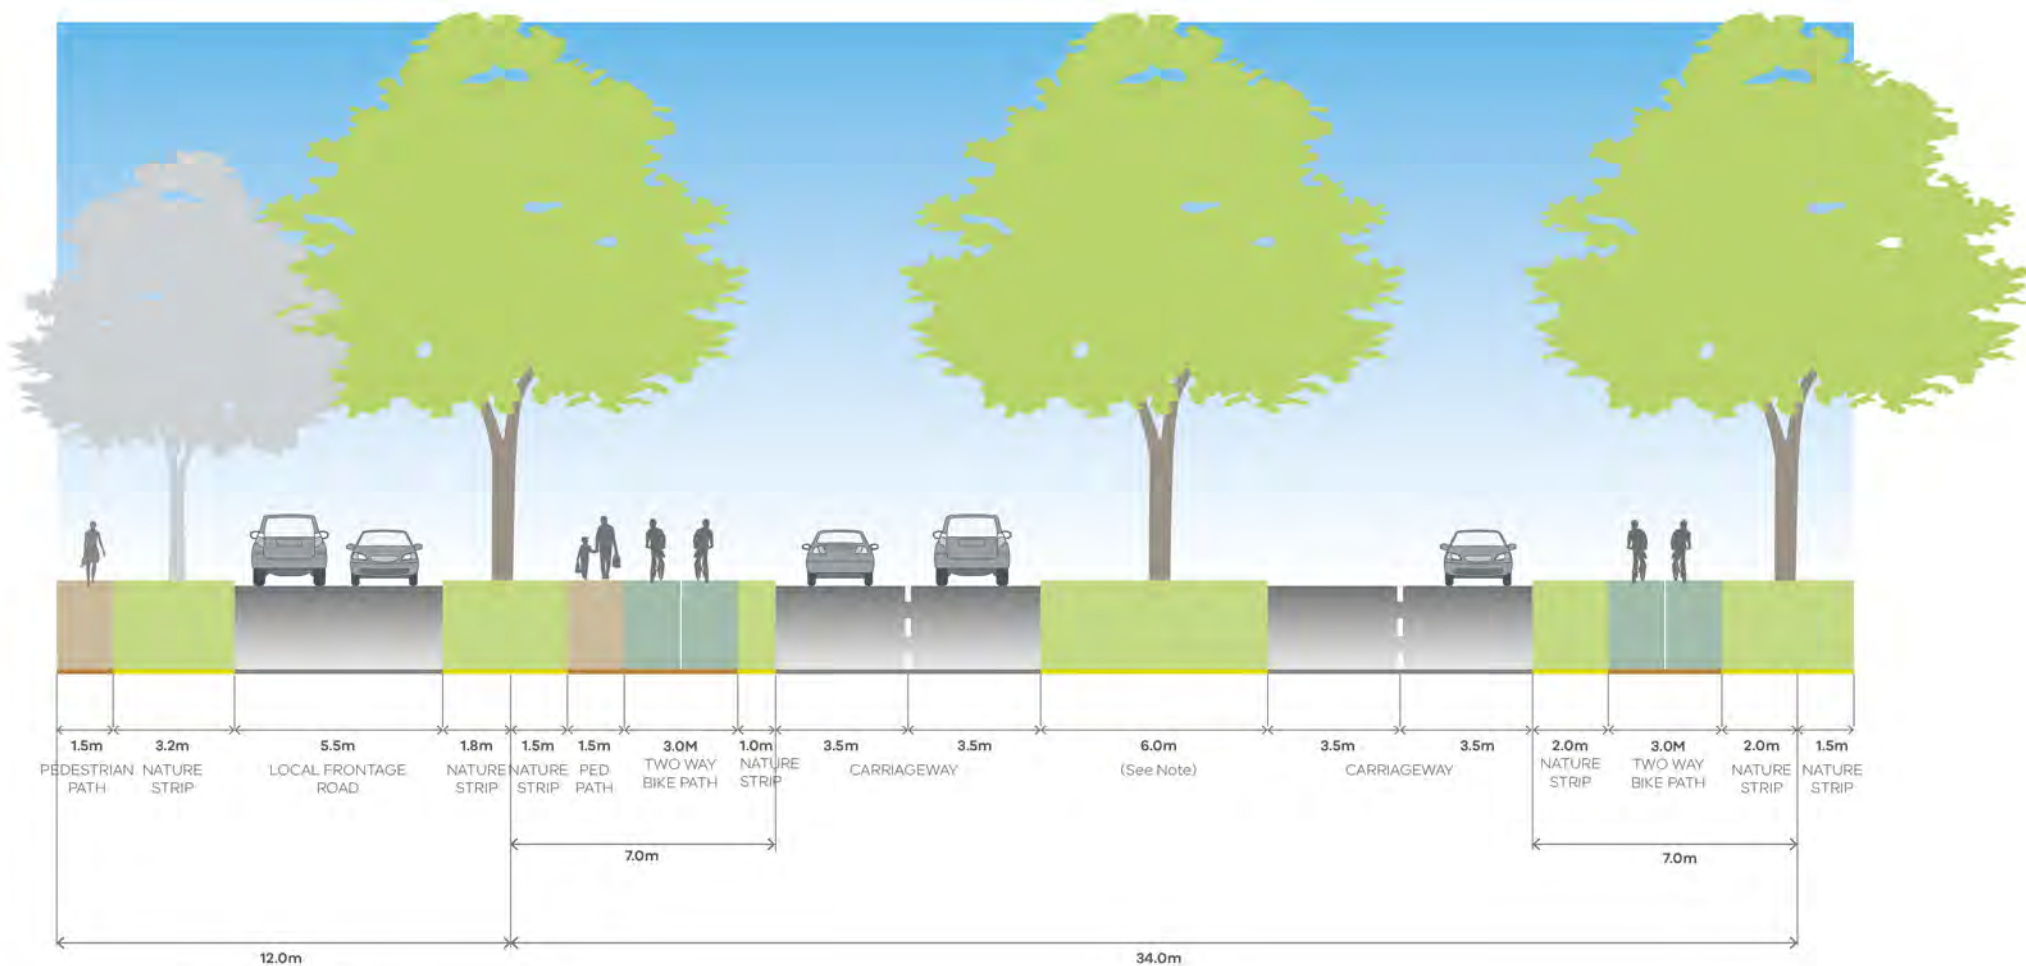 1.5m 3.2m 5.5m 1.8m 1.5m 1.5m 3.0M 1.0m 3.5m 3.5m 6.0m 3.5m 3.5m 2.0m 3.0M 2.0m 1.5m
PEDESTRIAN
PATH
NATURE
STRIP
LOCAL FRONTAGE
ROAD
NATURE
STRIP
NATURE
STRIP
PED
PATH
TWO WAY
BIKE PATH
NATURE
STRIP
CARRIAGEWAY
(See Note)
CARRIAGEWAY
NATURE
STRIP
TWO WAY
BIKE PATH
NATURE
STRIP
NATURE
STRIP
7.0m
7.0m
12.0m
34.0m